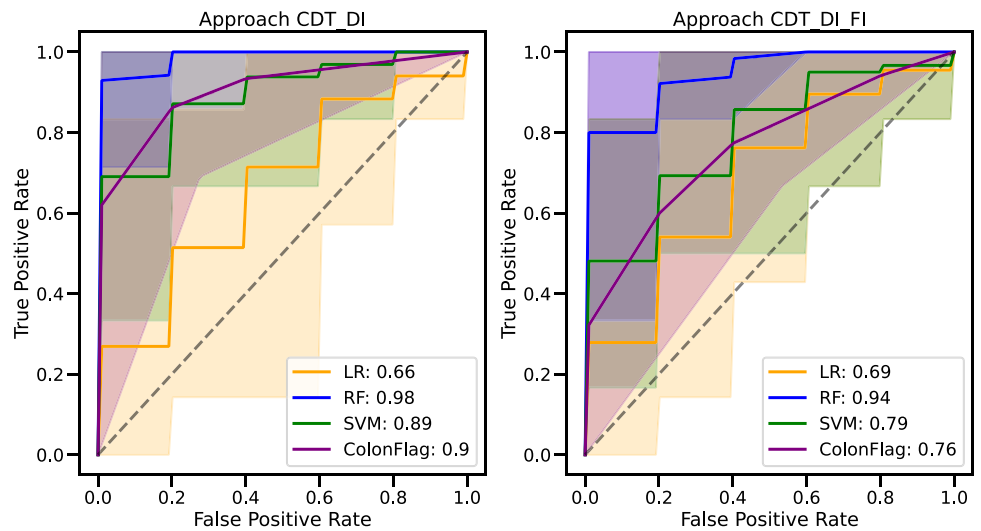 Approach CDT_DI
1.0
0.8
0.6
0.4
0.2
0.0
True Positive Rate
LR: 0.66
RF: 0.98
SVM: 0.89
ColonFlag: 0.9
0.0 0.2 0.4 0.6 0.8 1.0
False Positive Rate
Approach CDT_DI_FI
1.0
0.8
0.6
0.4
0.2
0.0
True Positive Rate
LR: 0.69
RF: 0.94
SVM: 0.79
ColonFlag: 0.76
0.0 0.2 0.4 0.6 0.8 1.0
False Positive Rate